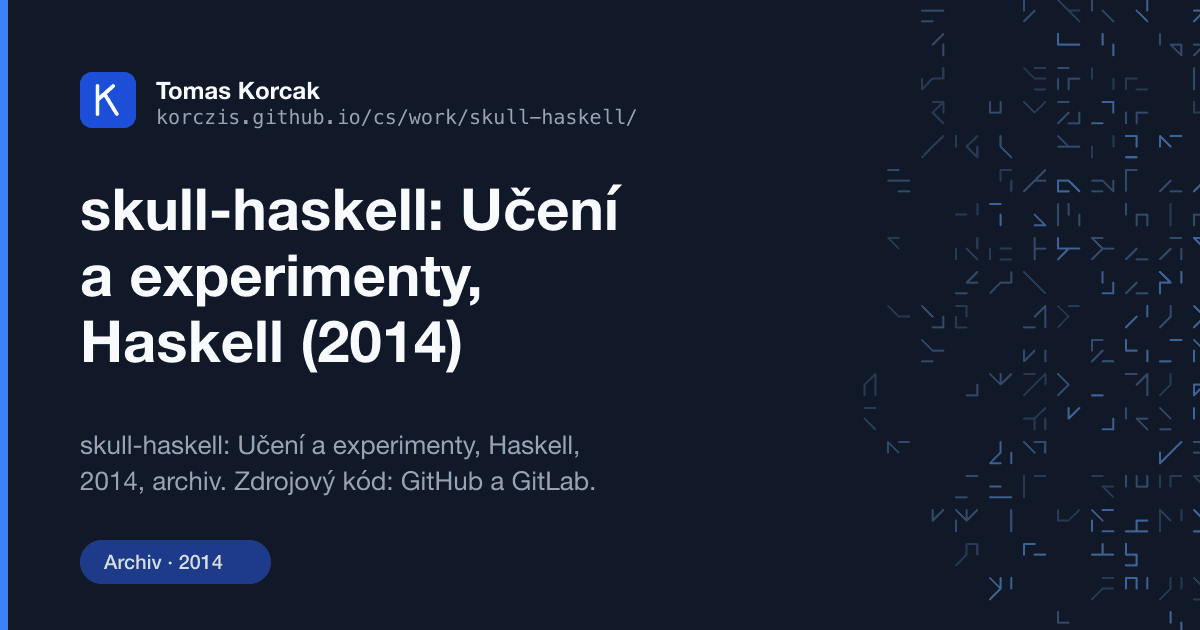 K
Tomas Korcak
korczis.github.io/cs/work/skull-haskell/
skull-haskell: Učení
a experimenty,
Haskell (2014)
skull-haskell: Učení a experimenty, Haskell,
2014, archiv. Zdrojový kód: GitHub a GitLab.
Archiv · 2014